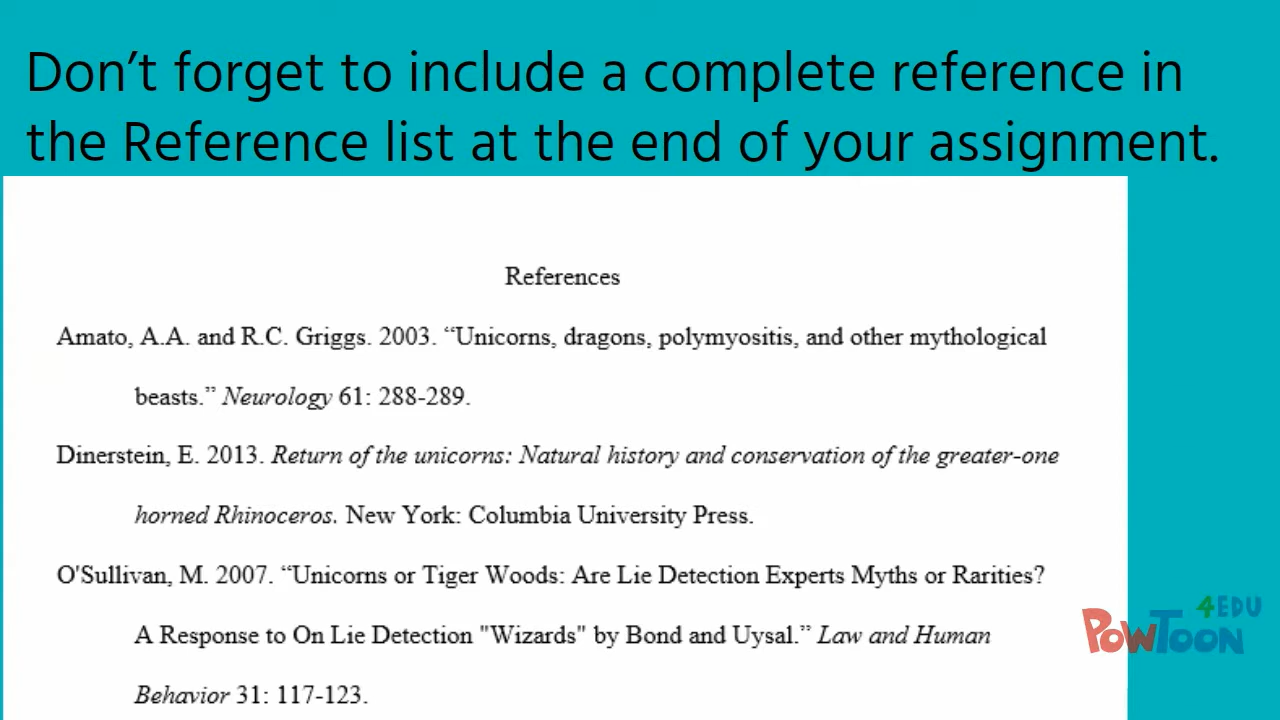 Don’t forget to include a complete reference in
the Reference list at the end of your assignment.
References
Amato, A.A. and R.C. Griggs. 2003. “Unicorns, dragons, polymyositis, and other mythological
beasts.” Neurology 61: 288-289.
Dinerstein, E. 2013. Return of the unicorns: Natural history and conservation of the greater-one
horned Rhinoceros. New York: Columbia University Press.
O'Sullivan, M. 2007. “Unicorns or Tiger Woods: Are Lie Detection Experts Myths or Rarities?
A Response to On Lie Detection "Wizards" by Bond and Uysal.” Law and Human
Behavior 31: 117-123.
4EDU
POWTOON